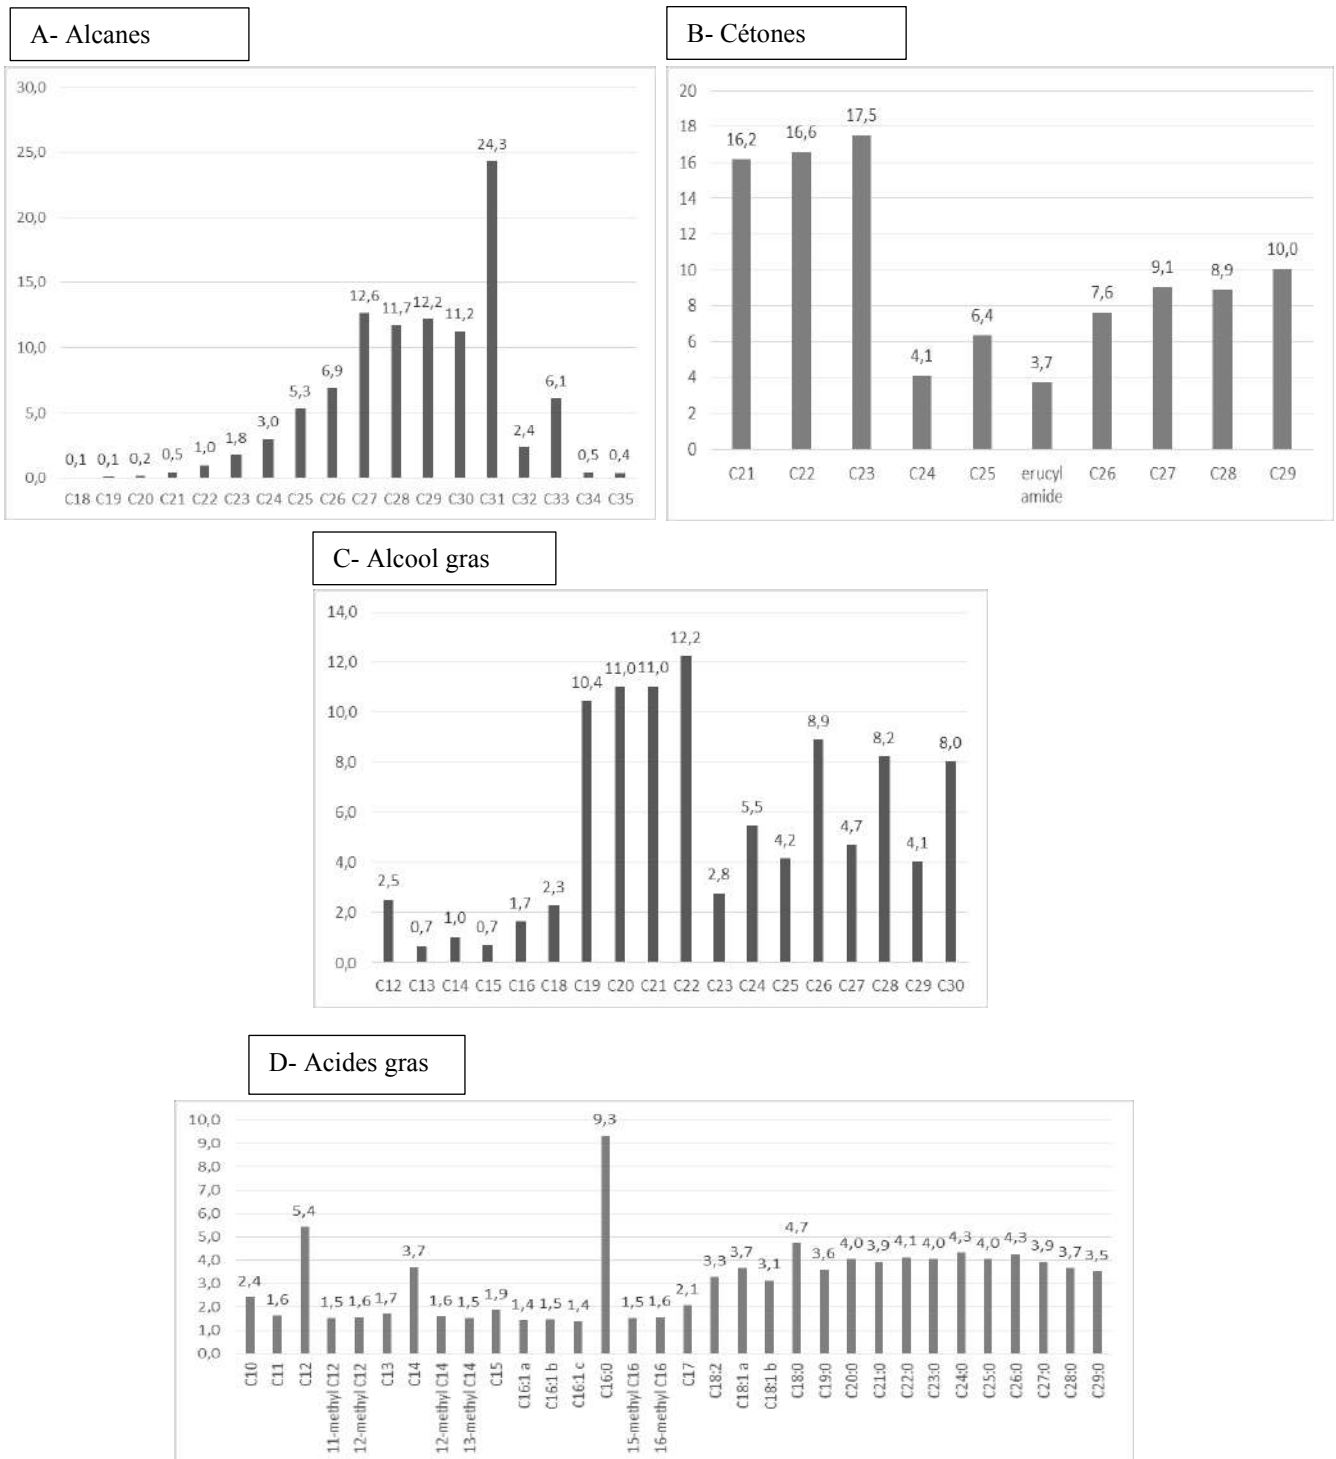 A- Alcanes
30,0
25,0
20,0
15,0
10,0
5,0
0,0
0,1 0,1 0,2 0,5 1,0 1,8 3,0 5,3 6,9 12,6 11,7 12,2 11,2 24,3 2,4 6,1 0,5 0,4
C18 C19 C20 C21 C22 C23 C24 C25 C26 C27 C28 C29 C30 C31 C32 C33 C34 C35
B- Cétones
20
18
16
14
12
10
8
6
4
2
0
16,2 16,6 17,5 4,1 6,4 3,7 7,6 9,1 8,9 10,0
C21 C22 C23 C24 C25 erucyl C26 C27 C28 C29
amide
C- Alcool gras
14,0
12,0
10,0
8,0
6,0
4,0
2,0
0,0
2,5 0,7 1,0 0,7 1,7 2,3 10,4 11,0 11,0 12,2 2,8 5,5 4,2 8,9 4,7 8,2 4,1 8,0
C12 C13 C14 C15 C16 C18 C19 C20 C21 C22 C23 C24 C25 C26 C27 C28 C29 C30
D- Acides gras
10,0
9,0
8,0
7,0
6,0
5,0
4,0
3,0
2,0
1,0
0,0
2,4 1,6 5,4 1,5 1,6 1,7 3,7 1,6 1,5 1,9 1,4 1,5 1,4 9,3 1,5 1,6 2,1 3,3 3,7 3,1 4,7 3,6 4,0 3,9 4,1 4,0 4,3 4,0 4,3 3,9 3,7 3,5
C10
C11
C12
11-methyl C12
12-methyl C12
C13
C14
12-methyl C14
13-methyl C14
C15
C16:1 a
C16:1 b
C16:1 c
C16:0
15-methyl C16
16-methyl C16
C17
C18:2
C18:1 a
C18:1 b
C18:0
C19:0
C20:0
C21:0
C22:0
C23:0
C24:0
C25:0
C26:0
C27:0
C28:0
C29:0